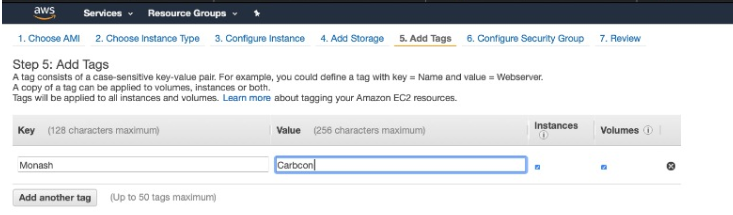 aws
Services Resource Groups
1. Choose AMI 2. Choose Instance Type 3. Configure Instance 4. Add Storage 5. Add Tags 6. Configure Security Group 7. Review
Step 5: Add Tags
A tag consists of a case-sensitive key-value pair. For example, you could define a tag with key = Name and value = Webserver.
A copy of a tag can be applied to volumes, instances or both.
Tags will be applied to all instances and volumes. Learn more about tagging your Amazon EC2 resources.
Key (128 characters maximum) Value (256 characters maximum) Instances Volumes
Monash Carbcon
Add another tag (Up to 50 tags maximum)